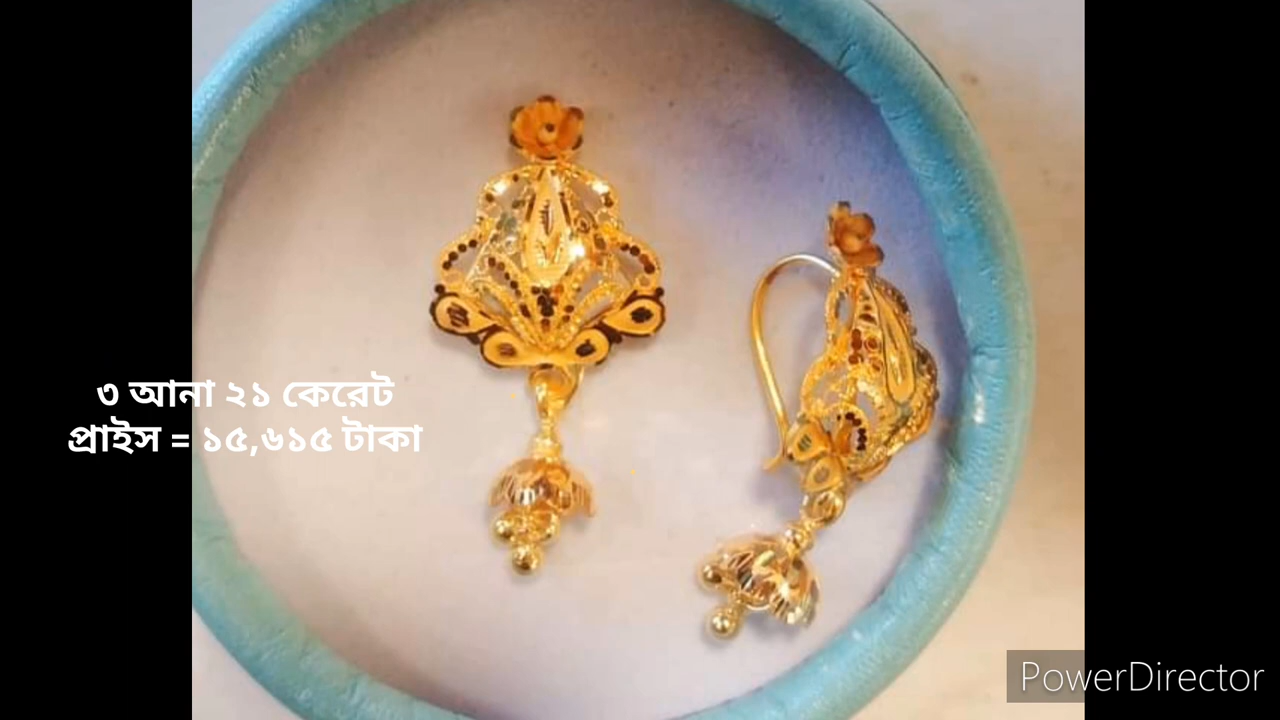 ৩ আনা ২১ কেরেট
প্রাইস = ১৫,৬১৫ টাকা
PowerDirector